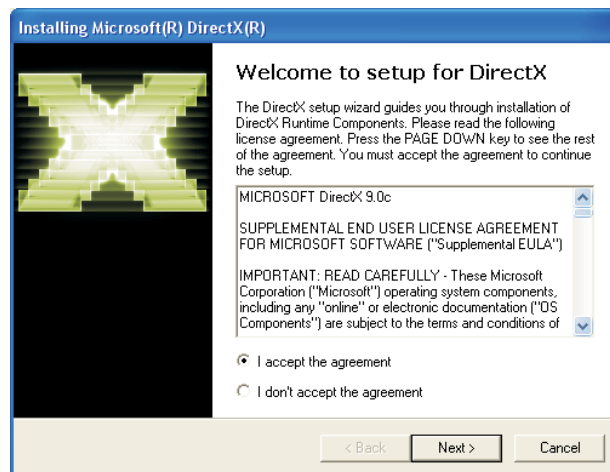 Installing Microsoft(R) DirectX(R)
Welcome to setup for DirectX
The DirectX setup wizard guides you through installation of
DirectX Runtime Components. Please read the following
license agreement. Press the PAGE DOWN key to see the rest
of the agreement. You must accept the agreement to continue
the setup.
MICROSOFT DirectX 9.0c
SUPPLEMENTAL END USER LICENSE AGREEMENT
FOR MICROSOFT SOFTWARE ("Supplemental EULA")
IMPORTANT: READ CAREFULLY - These Microsoft
Corporation ("Microsoft") operating system components,
including any "online" or electronic documentation ("OS
Components") are subject to the terms and conditions of
I accept the agreement
I don't accept the agreement
< Back Next > Cancel